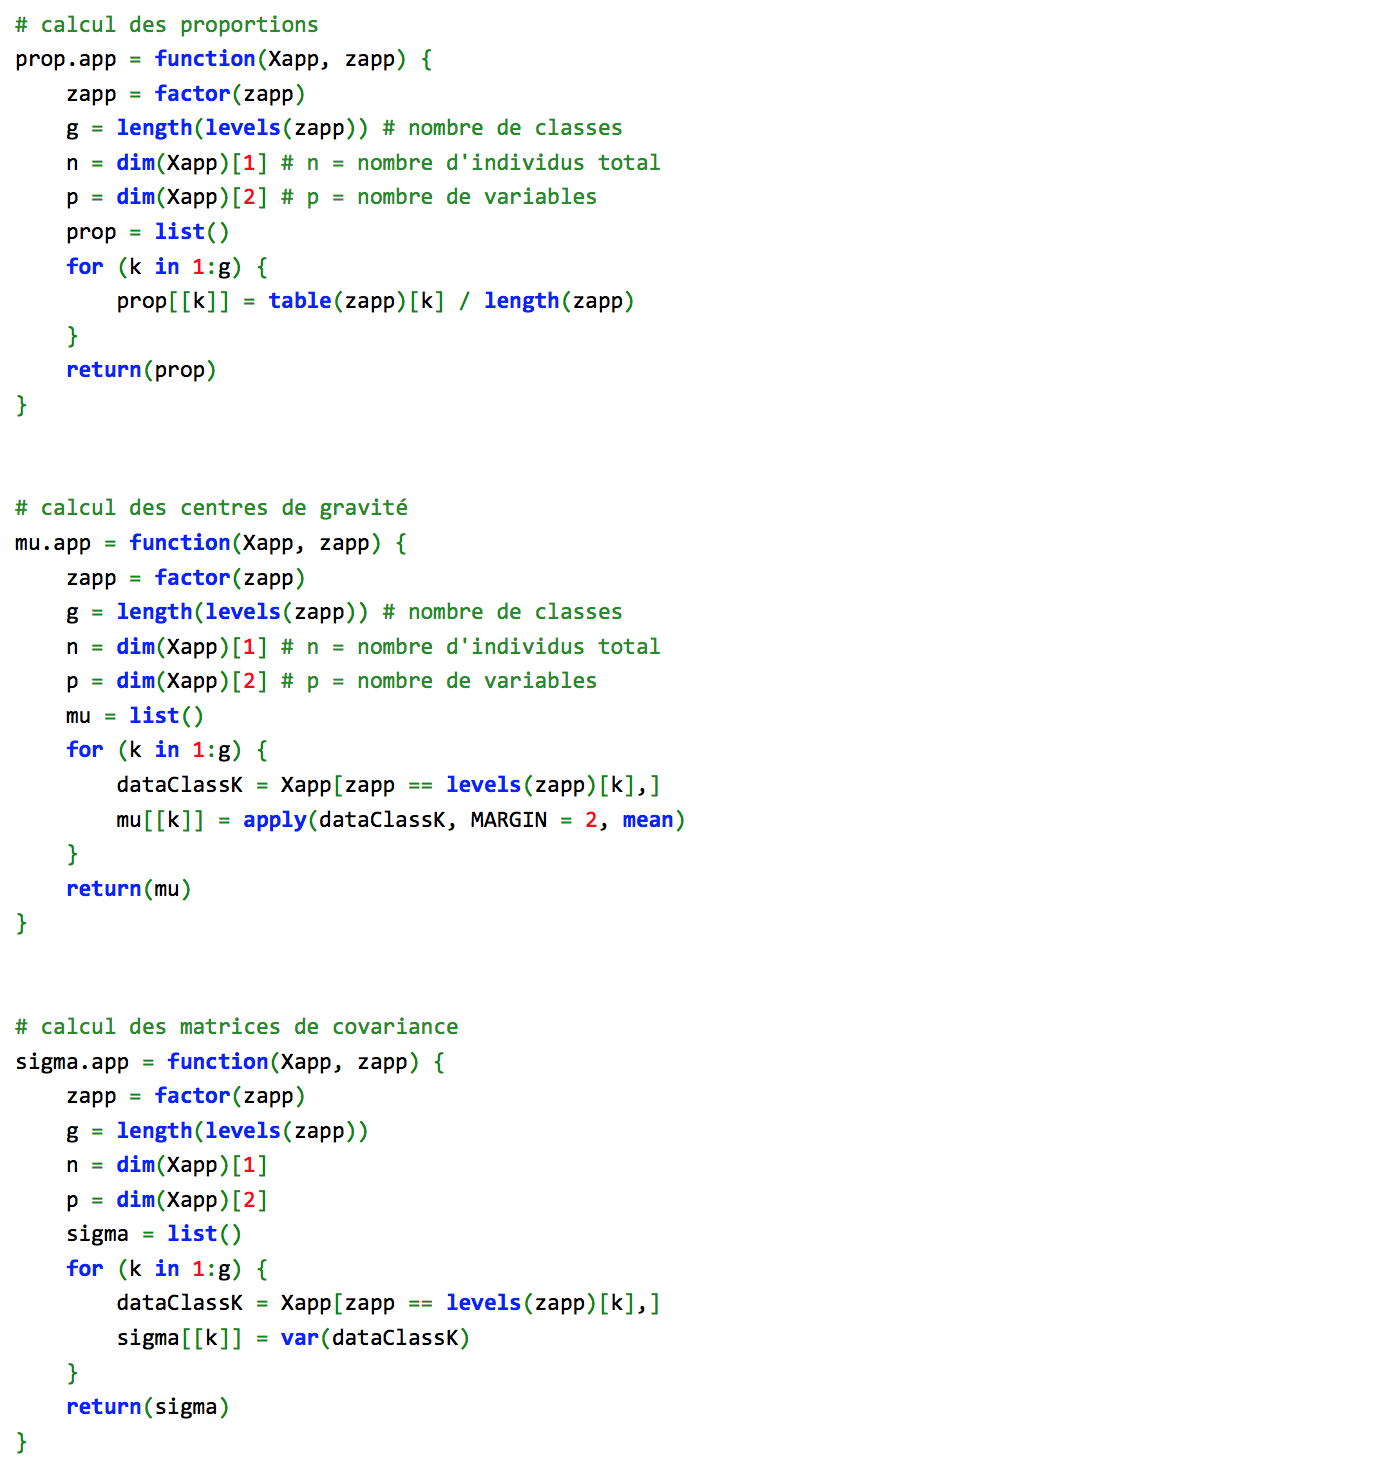 # calcul des proportions
prop.app = function(Xapp, zapp) {
    zapp = factor(zapp)
    g = length(levels(zapp)) # nombre de classes
    n = dim(Xapp)[1] # n = nombre d'individus total
    p = dim(Xapp)[2] # p = nombre de variables
    prop = list()
    for (k in 1:g) {
        prop[[k]] = table(zapp)[k] / length(zapp)
    }
    return(prop)
}
# calcul des centres de gravité
mu.app = function(Xapp, zapp) {
    zapp = factor(zapp)
    g = length(levels(zapp)) # nombre de classes
    n = dim(Xapp)[1] # n = nombre d'individus total
    p = dim(Xapp)[2] # p = nombre de variables
    mu = list()
    for (k in 1:g) {
        dataClassK = Xapp[zapp == levels(zapp)[k],]
        mu[[k]] = apply(dataClassK, MARGIN = 2, mean)
    }
    return(mu)
}
# calcul des matrices de covariance
sigma.app = function(Xapp, zapp) {
    zapp = factor(zapp)
    g = length(levels(zapp))
    n = dim(Xapp)[1]
    p = dim(Xapp)[2]
    sigma = list()
    for (k in 1:g) {
        dataClassK = Xapp[zapp == levels(zapp)[k],]
        sigma[[k]] = var(dataClassK)
    }
    return(sigma)
}